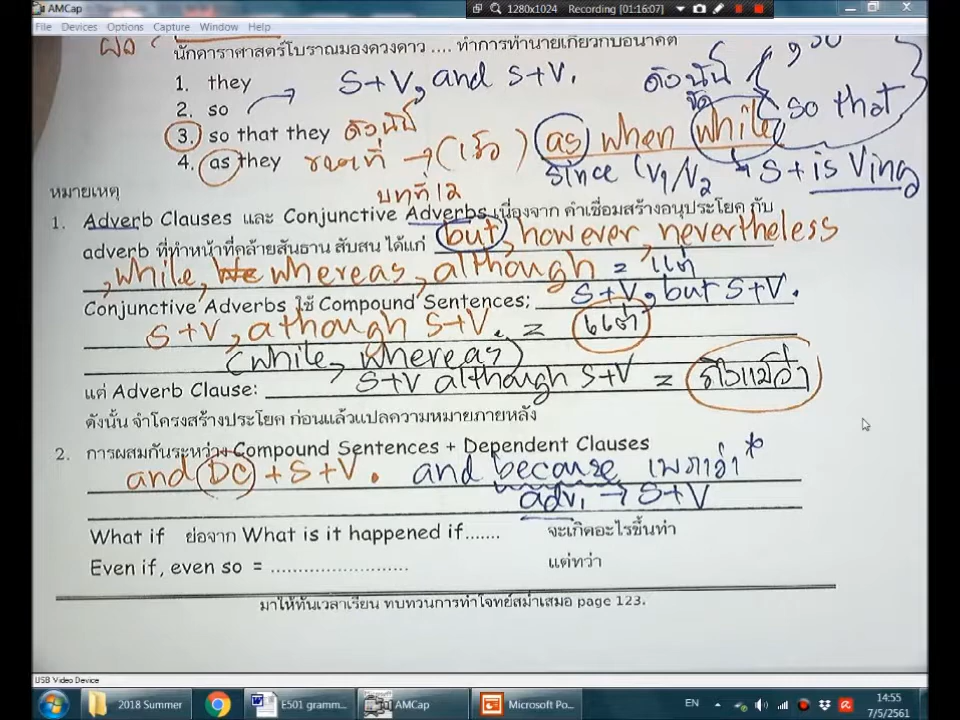 AMCap
1280x1024 Recording [01:16:07]
File Devices Options Capture Window Help
ผล
นักดาราศาสตร์โบราณมองดวงดาว .... ทำการทำนายเกี่ยวกับอนาคต
1. they S+V, and S+V. ดังนั้น { , so
2. so so that
3. so that they ดังนั้น as when while
4. as they ขณะที่ → (เร็ว) since (V1/V2 S + is Ving
หมายเหตุ บทที่ 12
1. Adverb Clauses และ Conjunctive Adverbs เนื่องจาก คำเชื่อมสร้างอนุประโยค กับ
adverb ที่ทำหน้าที่คล้ายสันธาน สับสน ได้แก่ but, however, nevertheless
, while, whereas, although = แต่
Conjunctive Adverbs ใช้ Compound Sentences; S+V, but S+V.
S+V, athough S+V. = แต่
(while, whereas)
แต่ Adverb Clause: S+V although S+V = ถึงแม้ว่า
ดังนั้น จำโครงสร้างประโยค ก่อนแล้วแปลความหมายภายหลัง
2. การผสมกันระหว่าง Compound Sentences + Dependent Clauses
and DC + S+V. and because เพราะว่า *
adv. → S+V
What if ย่อจาก What is it happened if....... จะเกิดอะไรขึ้นทำ
Even if, even so = ............................ แต่ทว่า
มาให้ทันเวลาเรียน ทบทวนการทำโจทย์สม่ำเสมอ page 123.
USB Video Device
2018 Summer E501 gramm... AMCap Microsoft Po... EN 14:55
7/5/2561